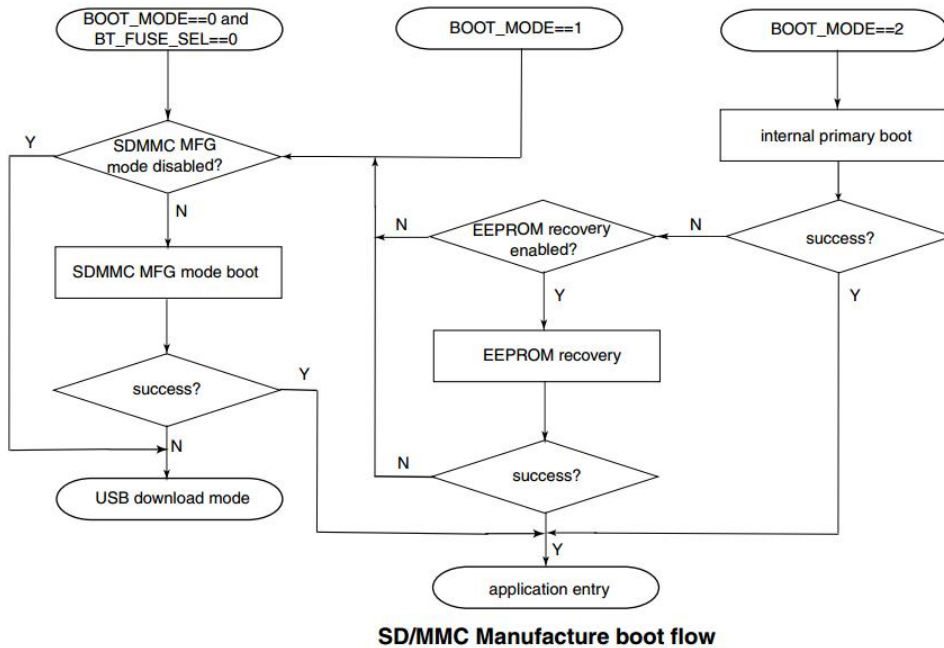 BOOT_MODE==0 and
BT_FUSE_SEL==0
BOOT_MODE==1
BOOT_MODE==2
Y
SDMMC MFG
mode disabled?
internal primary boot
N
N
EEPROM recovery
enabled?
N
success?
SDMMC MFG mode boot
Y
Y
EEPROM recovery
success?
Y
N
N
success?
USB download mode
Y
application entry
SD/MMC Manufacture boot flow